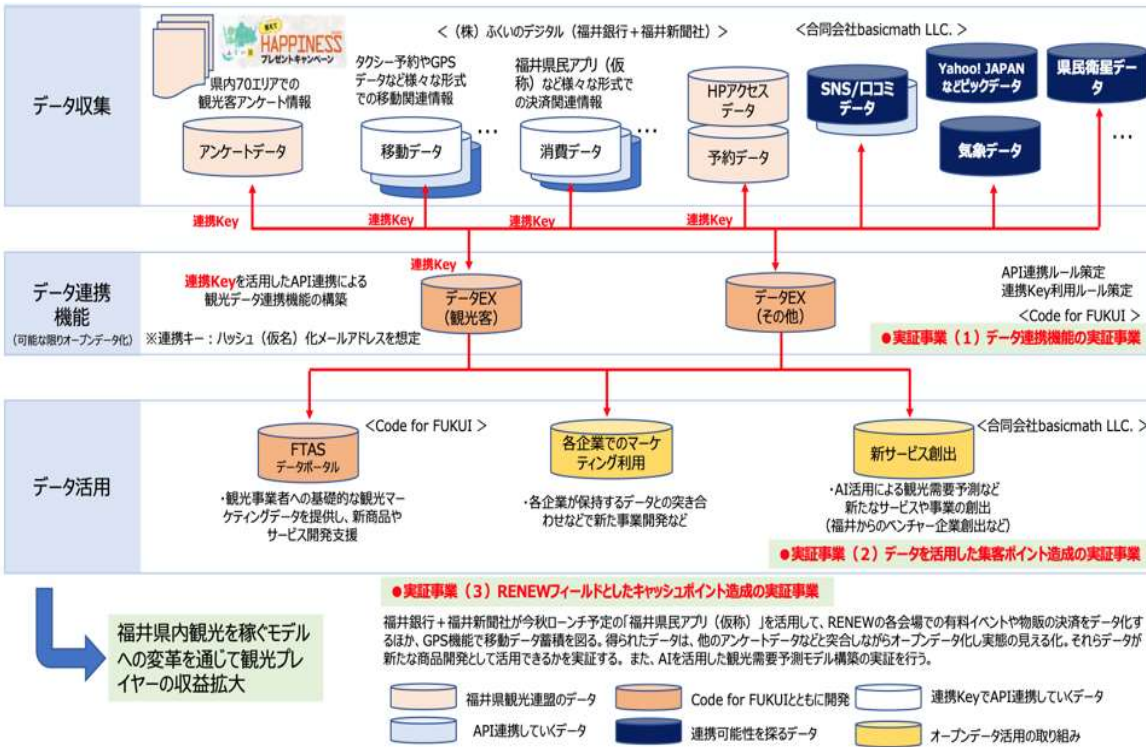 HAPPINESS
プレゼントキャンペーン
＜（株）ふくいのデジタル（福井銀行＋福井新聞社）＞
＜合同会社basicmath LLC. ＞
データ収集
県内70エリアでの
観光客アンケート情報
アンケートデータ
タクシー予約やGPS
データなど様々な形式
での移動関連情報
移動データ
…
福井県民アプリ（仮
称）など様々な形式で
の決済関連情報
消費データ
…
HPアクセス
データ
予約データ
SNS/口コミ
データ
Yahoo! JAPAN
などビックデータ
気象データ
県民衛星デー
タ
…
連携Key
連携Key
連携Key
連携Key
連携Key
データ連携
機能
(可能な限りオープンデータ化)
連携Keyを活用したAPI連携による
観光データ連携機能の構築
※連携キー：ハッシュ（仮名）化メールアドレスを想定
データEX
（観光客）
データEX
（その他）
API連携ルール策定
連携Key利用ルール策定
＜Code for FUKUI＞
●実証事業（1）データ連携機能の実証事業
データ活用
＜Code for FUKUI ＞
FTAS
データポータル
・観光事業者への基礎的な観光マー
ケティングデータを提供し、新商品や
サービス開発支援
各企業でのマーケ
ティング利用
・各企業が保持するデータとの突き合
わせなどで新たな事業開発など
＜合同会社basicmath LLC. ＞
新サービス創出
・AI活用による観光需要予測など
新たなサービスや事業の創出
（福井からのベンチャー企業創出など）
●実証事業（2）データを活用した集客ポイント造成の実証事業
●実証事業（3）RENEWフィールドとしたキャッシュポイント造成の実証事業
福井銀行＋福井新聞社が今秋ローンチ予定の「福井県民アプリ（仮称）」を活用して、RENEWの各会場での有料イベントや物販の決済をデータ化す
るほか、GPS機能で移動データ蓄積を図る。得られたデータは、他のアンケートデータなどと突合しながらオープンデータ化し実態の見える化。それらデータが
新たな商品開発として活用できるかを実証する。また、AIを活用した観光需要予測モデル構築の実証を行う。
福井県内観光を稼ぐモデル
への変革を通じて観光プレ
イヤーの収益拡大
福井県観光連盟のデータ
Code for FUKUIとともに開発
連携KeyでAPI連携していくデータ
API連携していくデータ
連携可能性を探るデータ
オープンデータ活用の取り組み